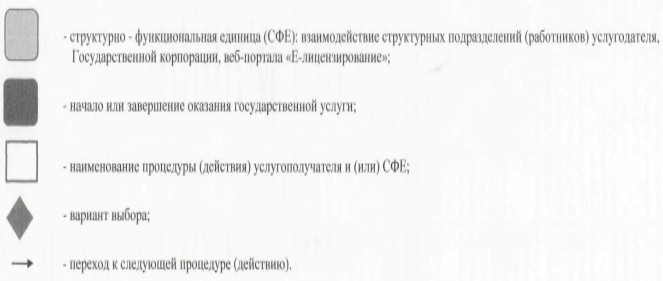 - структурно - функциональная единица (СФЕ): взаимодействие структурных подразделений (работников) услугодателя,
Государственной корпорации, веб-портала «Е-лицензирование»;
- начало или завершение оказания государственной услуги;
- наименование процедуры (действия) услугополучателя и (или) СФЕ;
- вариант выбора;
- переход к следующей процедуре (действию).